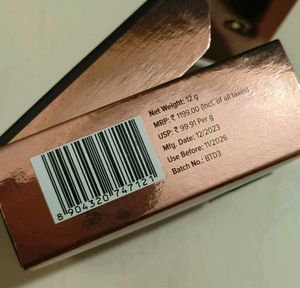 Net Weight: 12 g
MRP: ₹ 1199.00 (Incl. of all taxes)
USP: ₹ 99.91 Per g
Mfg. Date: 12/2023
Use Before: 11/2026
Batch No.: BTD3
8 904320 747121